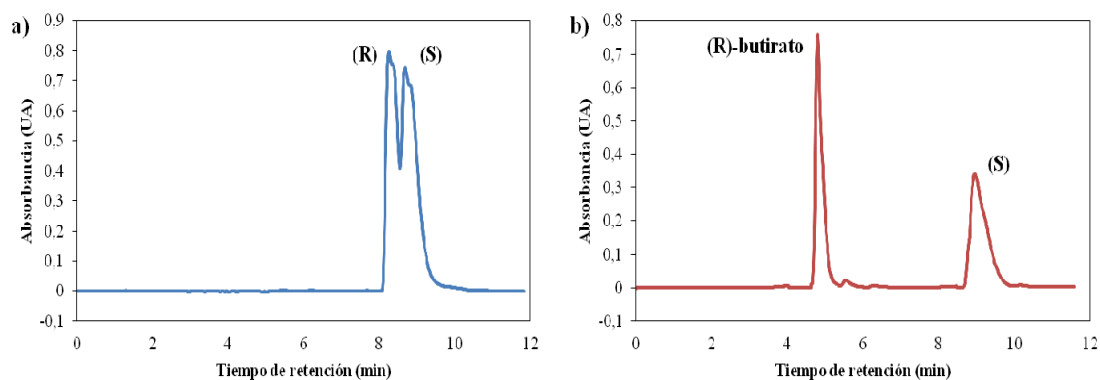 a)
0,9
0,8
0.7
0.6
0.5
0.4
0.3
0.2
0.1
0
-0,1
Absorbancia (UA)
(R) (S)
0 2 4 6 8 10 12
Tiempo de retención (min)
b)
0,8
0,7
0,6
0,5
0,4
0,3
0,2
0,1
0
-0,1
Absorbancia (UA)
(R)-butirato
(S)
0 2 4 6 8 10 12
Tiempo de retención (min)